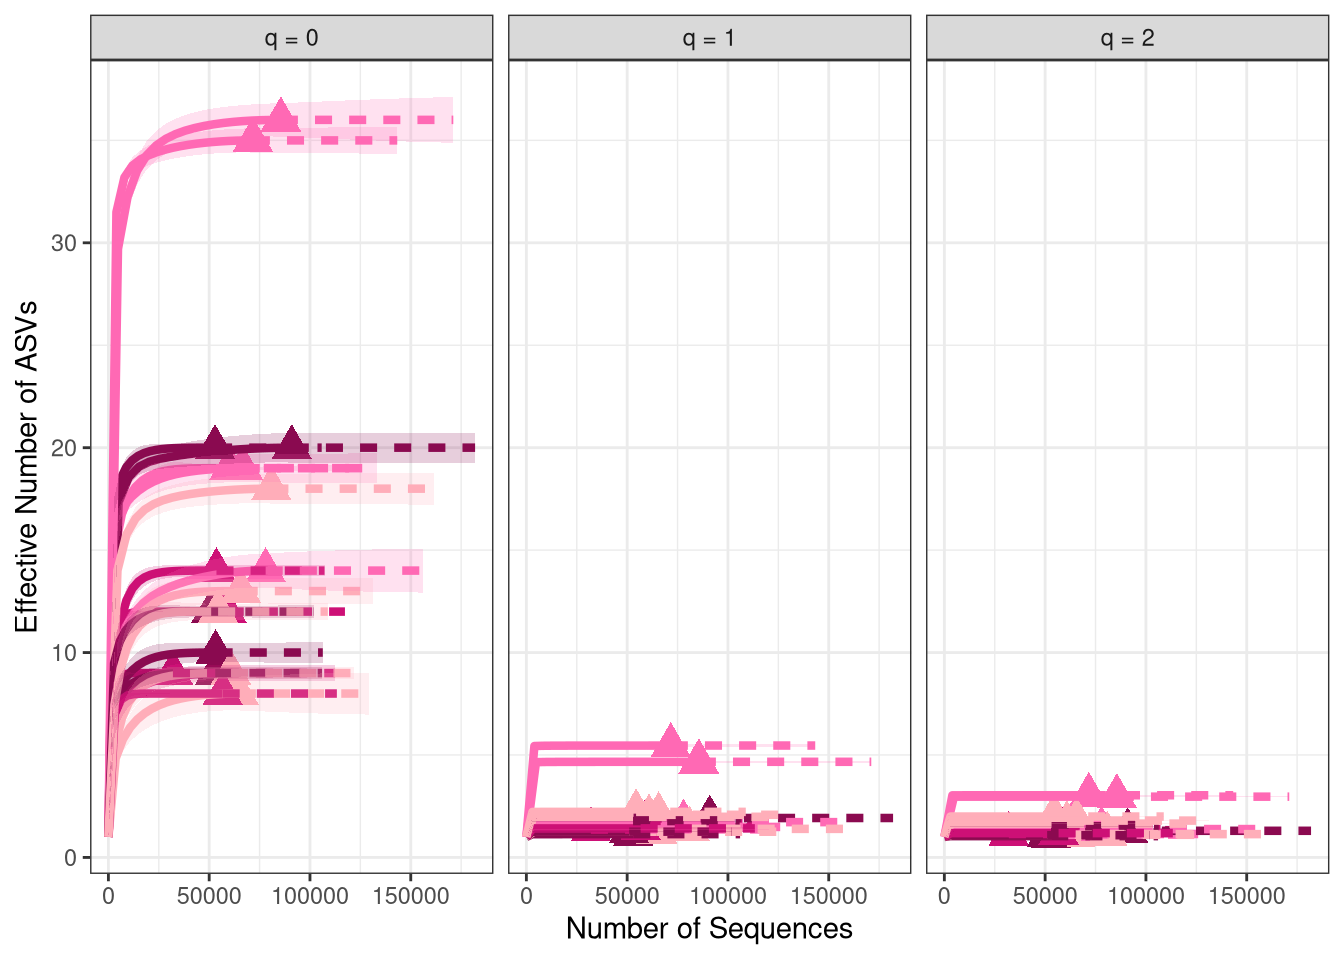 q = 0
q = 1
q = 2
Effective Number of ASVs
30
20
10
0
0 50000 100000 150000
0 50000 100000 150000
0 50000 100000 150000
Number of Sequences